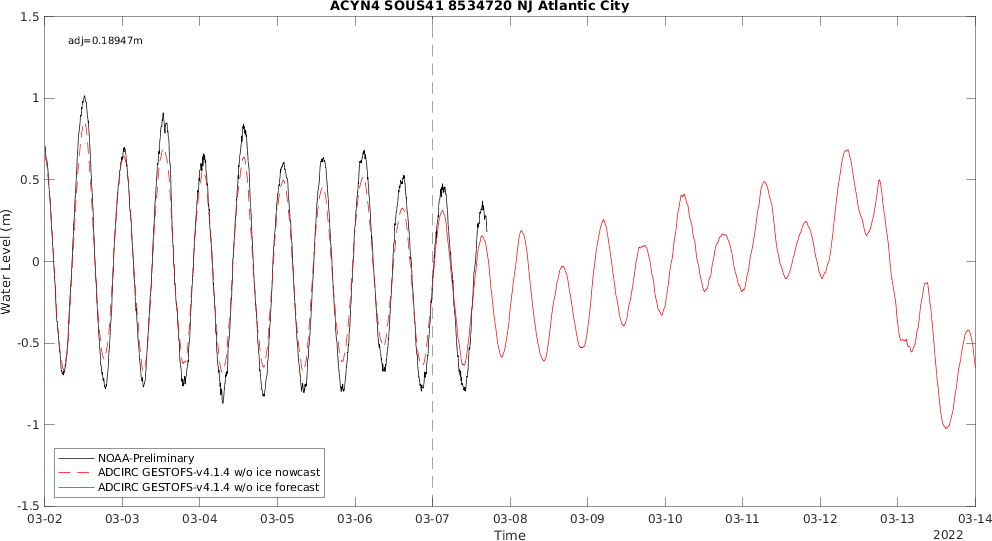 ACYN4 SOUS41 8534720 NJ Atlantic City
adj=0.18947m
1.5
1
0.5
0
-0.5
-1
-1.5
Water Level (m)
NOAA-Preliminary
ADCIRC GESTOFS-v4.1.4 w/o ice nowcast
ADCIRC GESTOFS-v4.1.4 w/o ice forecast
03-02 03-03 03-04 03-05 03-06 03-07 03-08 03-09 03-10 03-11 03-12 03-13 03-14
Time
2022